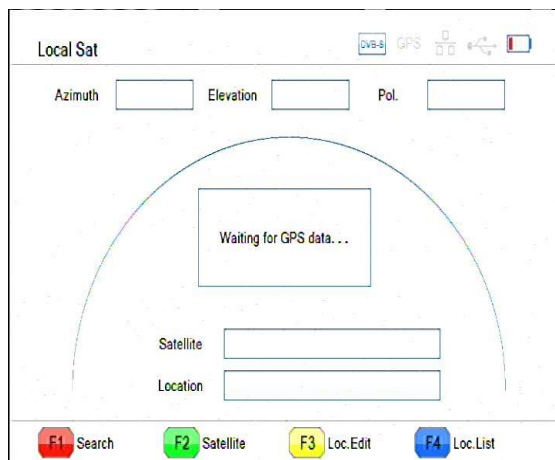 Local Sat
DVB-S GPS
Azimuth Elevation Pol.
Waiting for GPS data...
Satellite
Location
F1 Search F2 Satellite F3 Loc.Edit F4 Loc.List